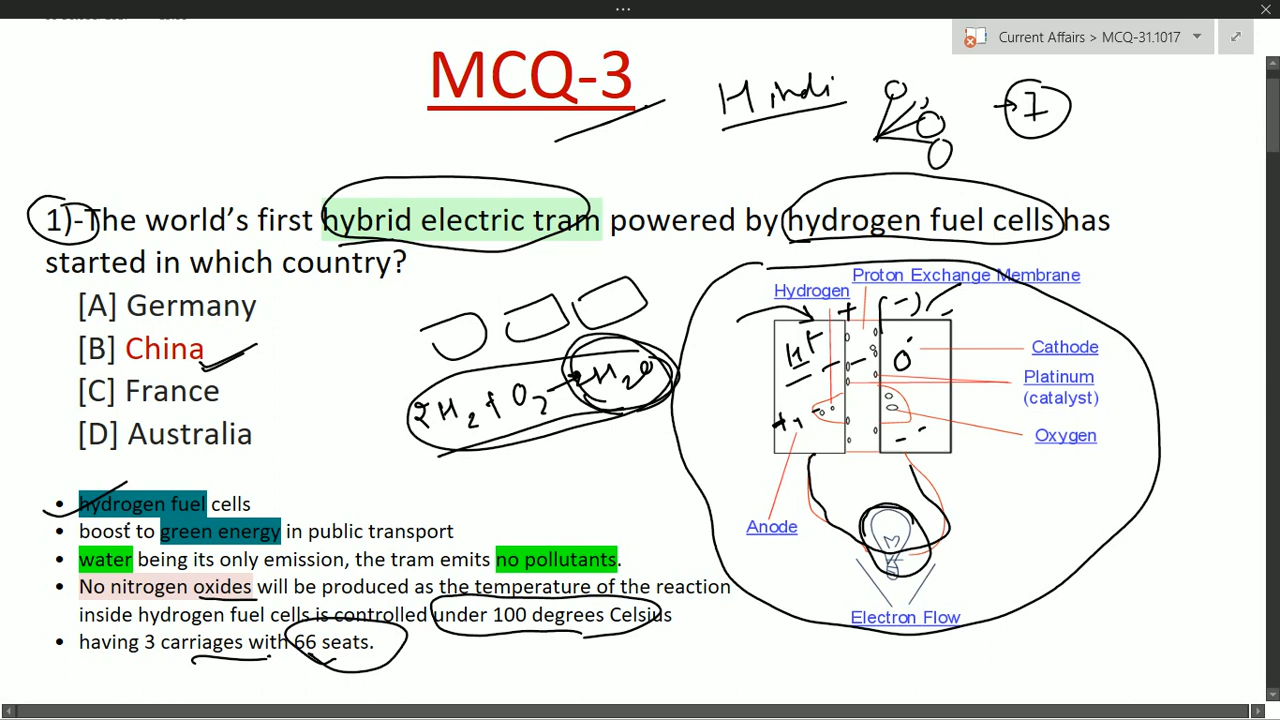 Current Affairs > MCQ-31.1017
MCQ-3
Hindi
I
1)-The world's first hybrid electric tram powered by hydrogen fuel cells has
started in which country?
[A] Germany
[B] China
[C] France
[D] Australia
2H₂ + O₂ → 2H₂O
Proton Exchange Membrane
Hydrogen
+ (-) -
H+
O
Cathode
Platinum
(catalyst)
Oxygen
Anode
Electron Flow
• hydrogen fuel cells
• boost to green energy in public transport
• water being its only emission, the tram emits no pollutants.
• No nitrogen oxides will be produced as the temperature of the reaction
inside hydrogen fuel cells is controlled under 100 degrees Celsius
• having 3 carriages with 66 seats.